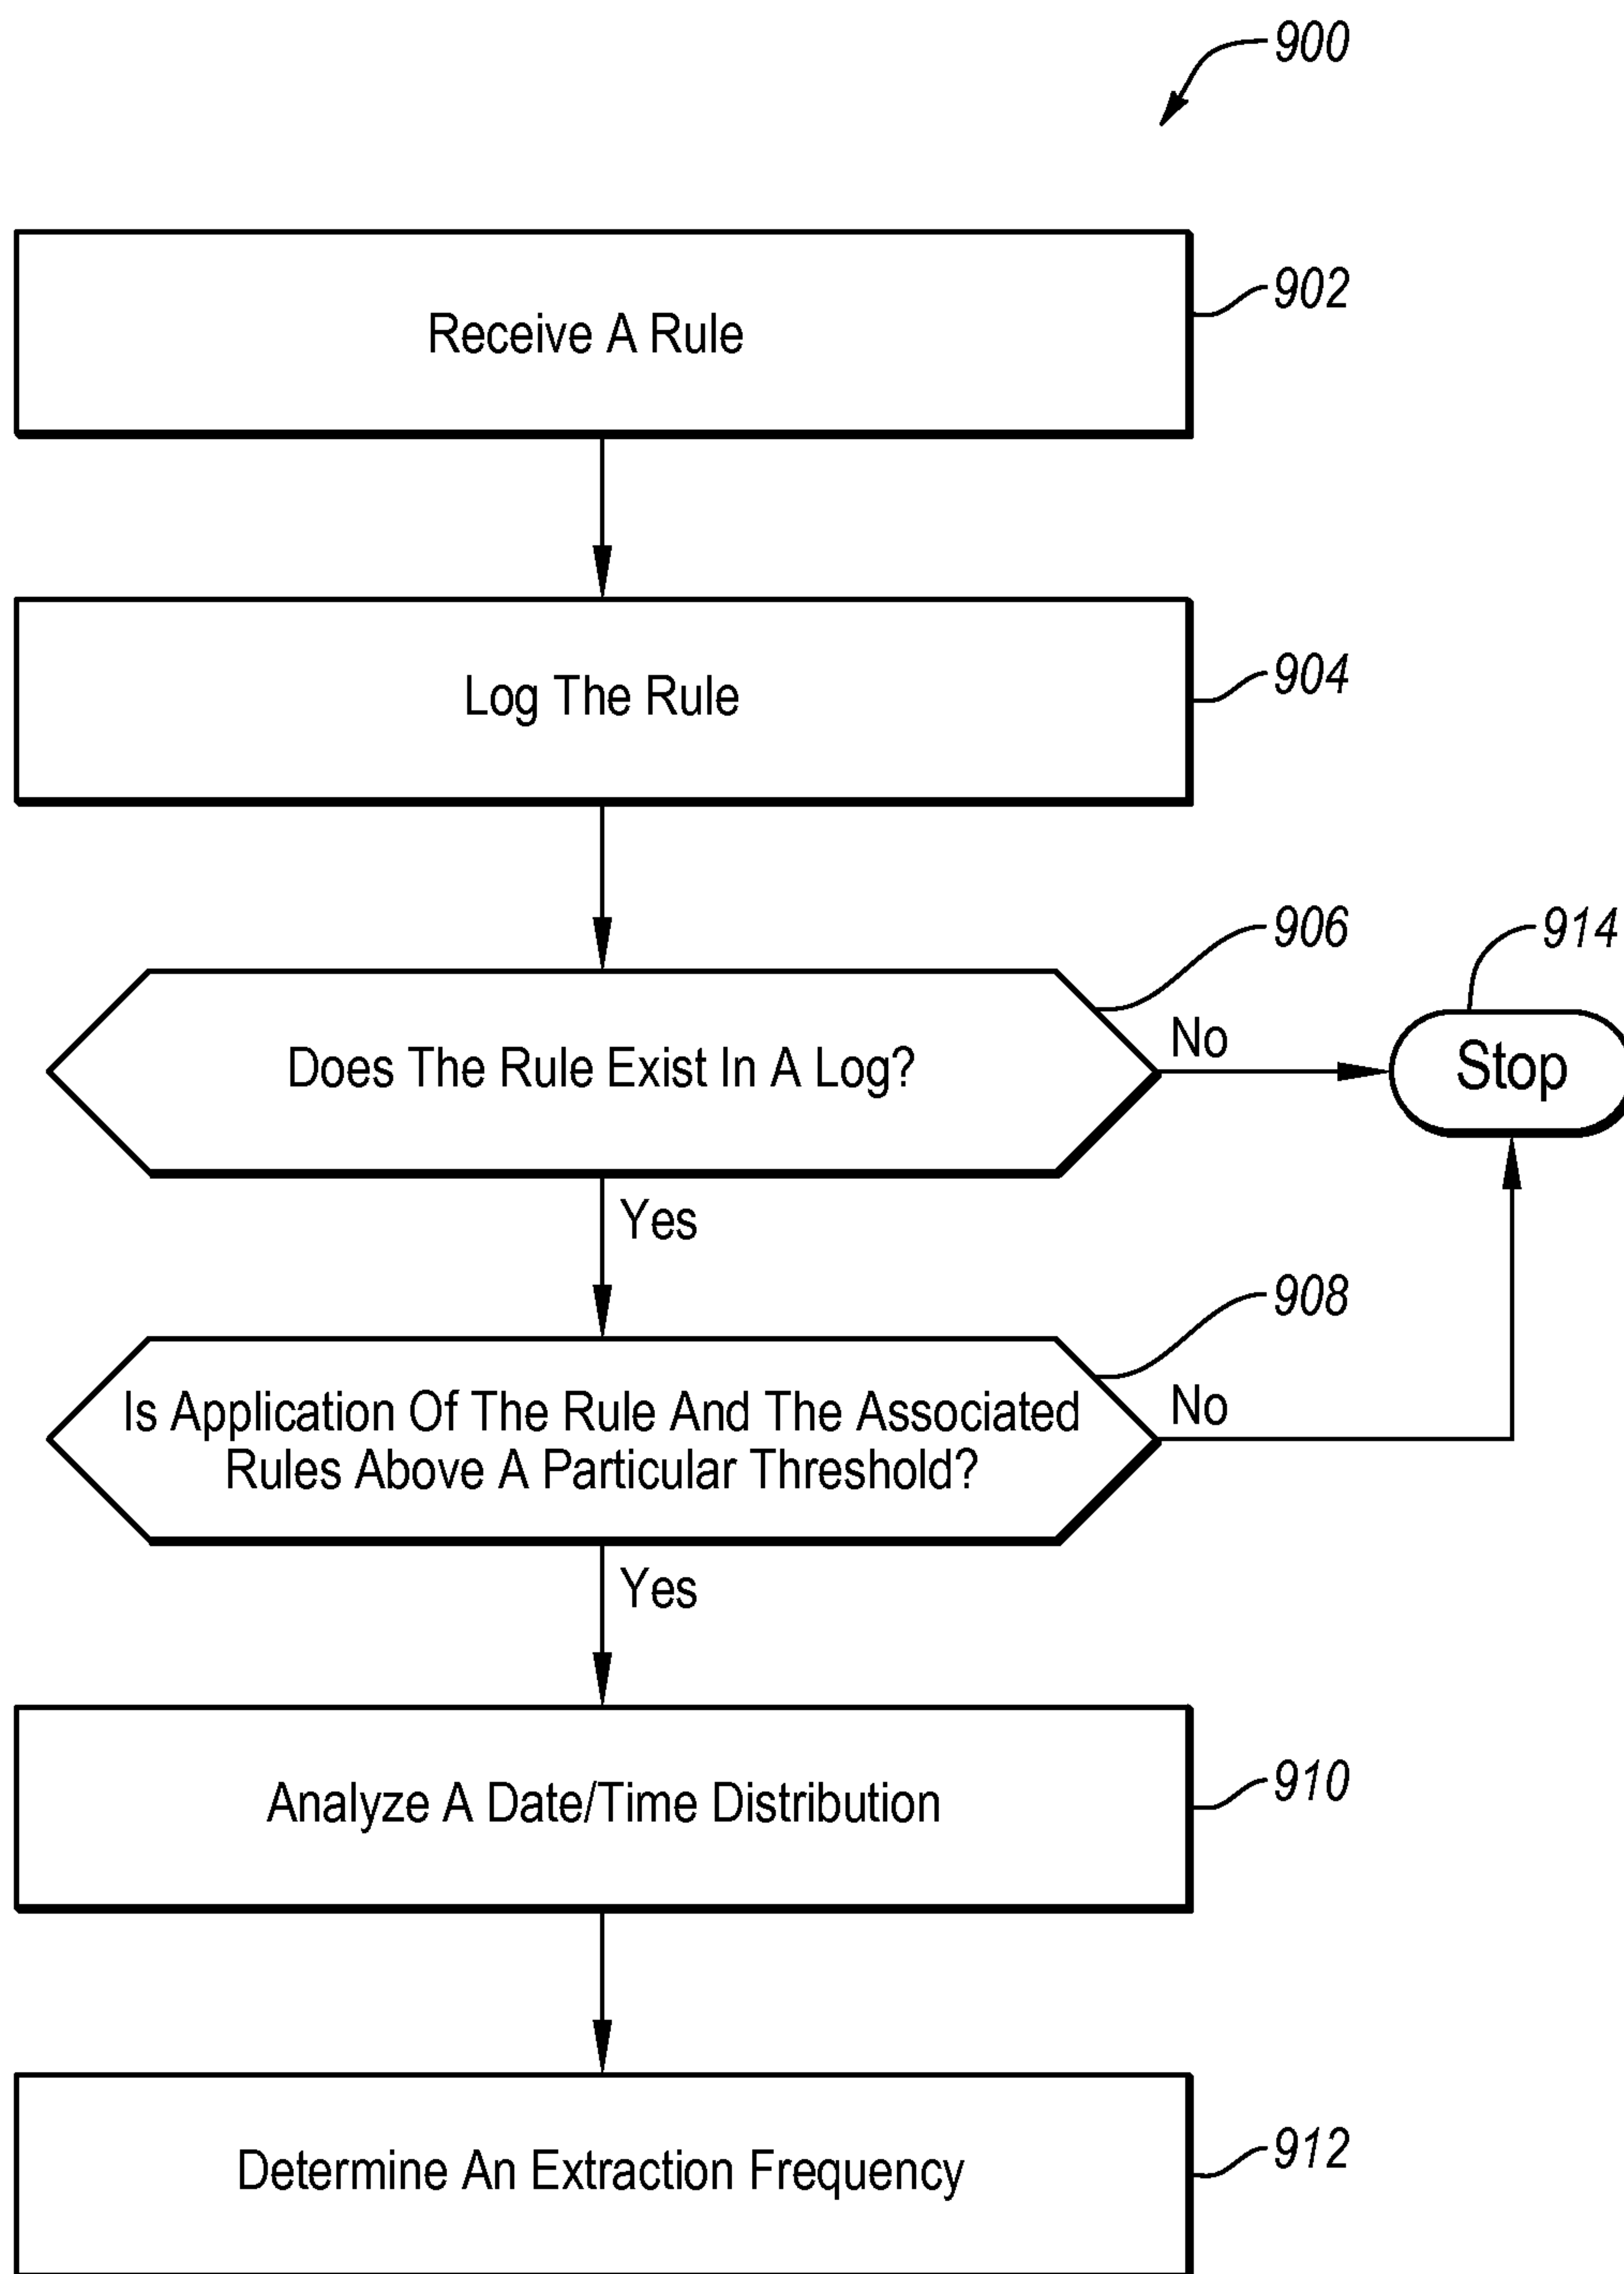 900
Receive A Rule
902
Log The Rule
904
906
914
Does The Rule Exist In A Log?
No
Stop
Yes
908
Is Application Of The Rule And The Associated
Rules Above A Particular Threshold?
No
Yes
Analyze A Date/Time Distribution
910
Determine An Extraction Frequency
912